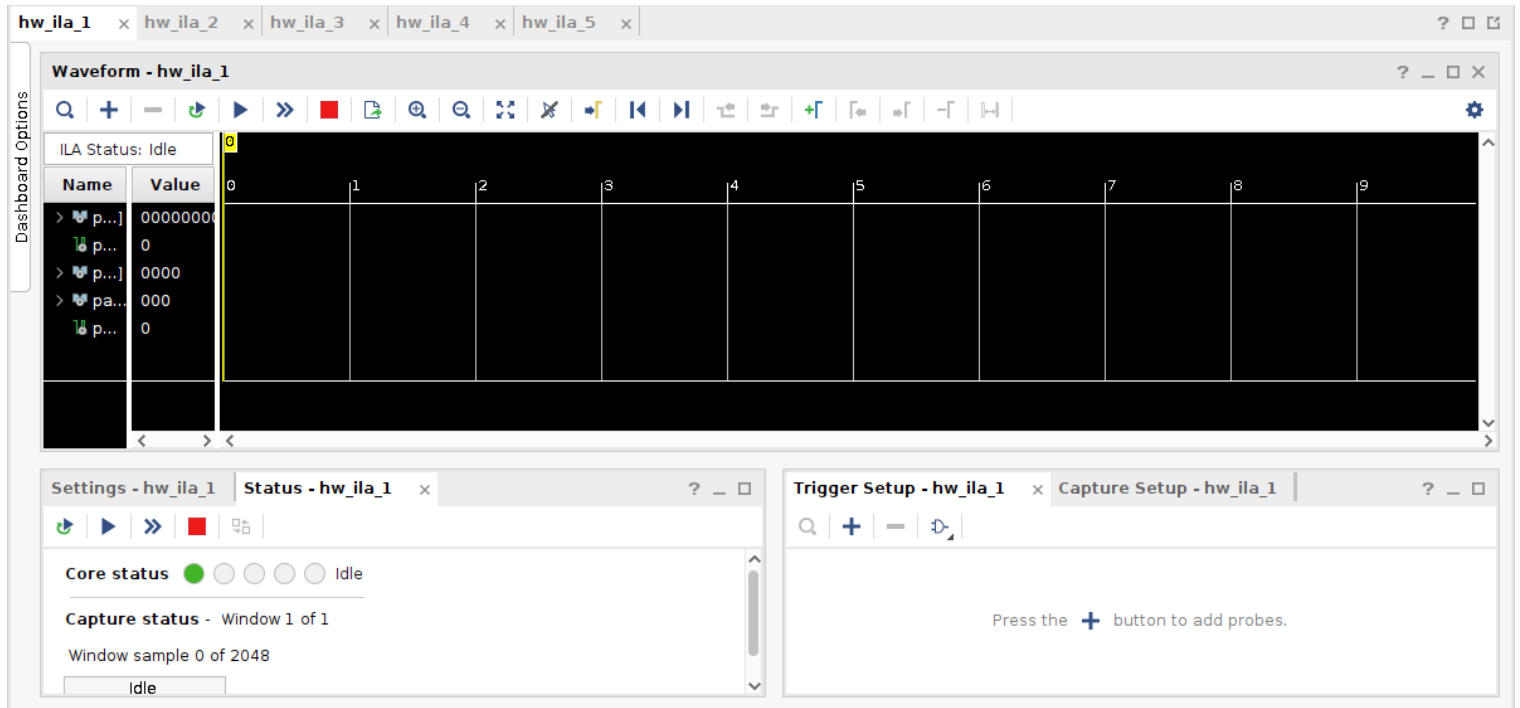 hw_ila_1 × hw_ila_2 × hw_ila_3 × hw_ila_4 × hw_ila_5 × ?
Dashboard Options
Waveform - hw_ila_1 ?
ILA Status: Idle
0
Name Value 0 1 2 3 4 5 6 7 8 9
p...] 00000000
p... 0
p...] 0000
pa... 000
p... 0
Settings - hw_ila_1 Status - hw_ila_1 × ?
Core status Idle
Capture status - Window 1 of 1
Window sample 0 of 2048
Idle
Trigger Setup - hw_ila_1 × Capture Setup - hw_ila_1 ?
Press the + button to add probes.